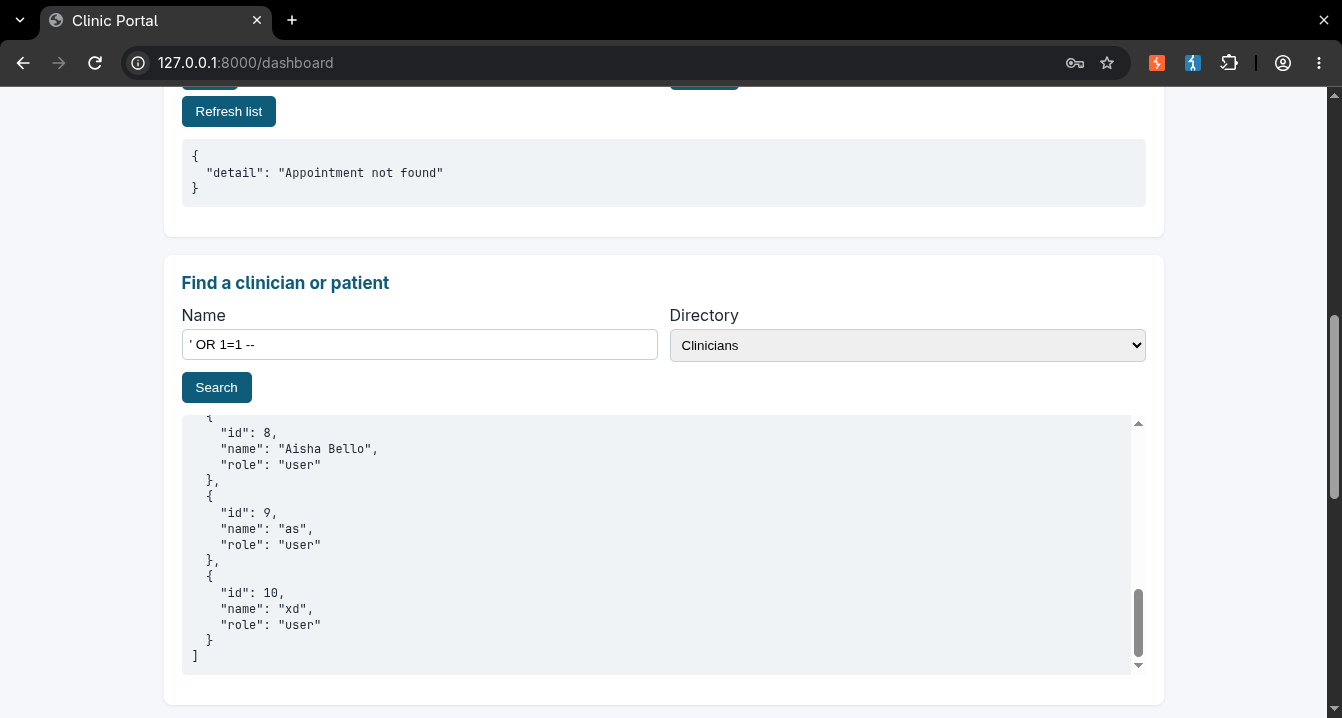 Clinic Portal
127.0.0.1:8000/dashboard
Refresh list
{
  "detail": "Appointment not found"
}
Find a clinician or patient
Name
Directory
' OR 1=1 --
Clinicians
Search
  {
    "id": 8,
    "name": "Aisha Bello",
    "role": "user"
  },
  {
    "id": 9,
    "name": "as",
    "role": "user"
  },
  {
    "id": 10,
    "name": "xd",
    "role": "user"
  }
]